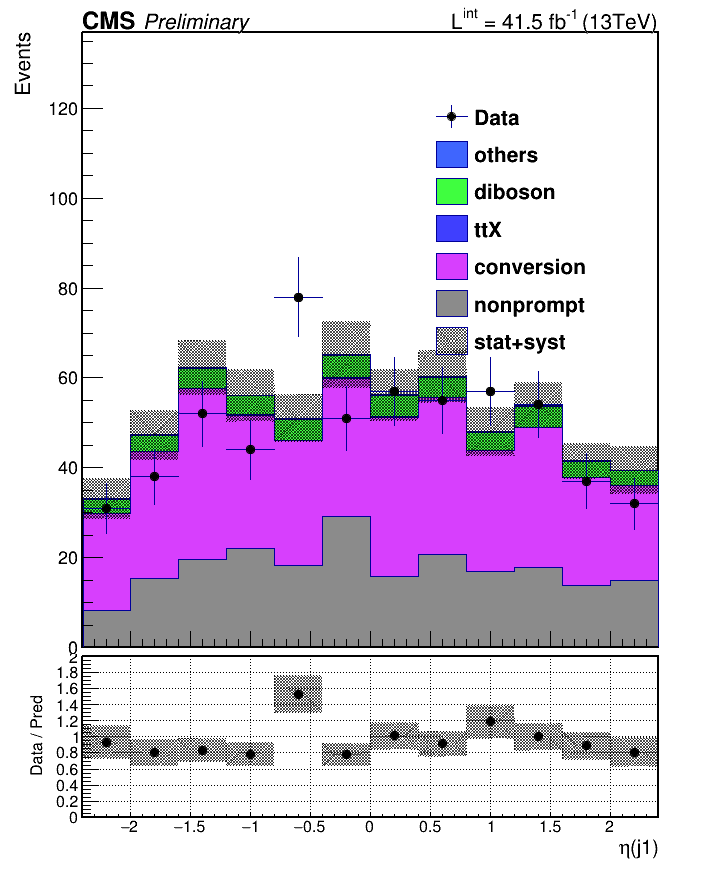 CMS Preliminary L^int = 41.5 fb^-1 (13TeV)
Events
120
100
80
60
40
20
0
Data
others
diboson
ttX
conversion
nonprompt
stat+syst
Data / Pred
2
1.8
1.6
1.4
1.2
1
0.8
0.6
0.4
0.2
0
−2 −1.5 −1 −0.5 0 0.5 1 1.5 2
η(j1)